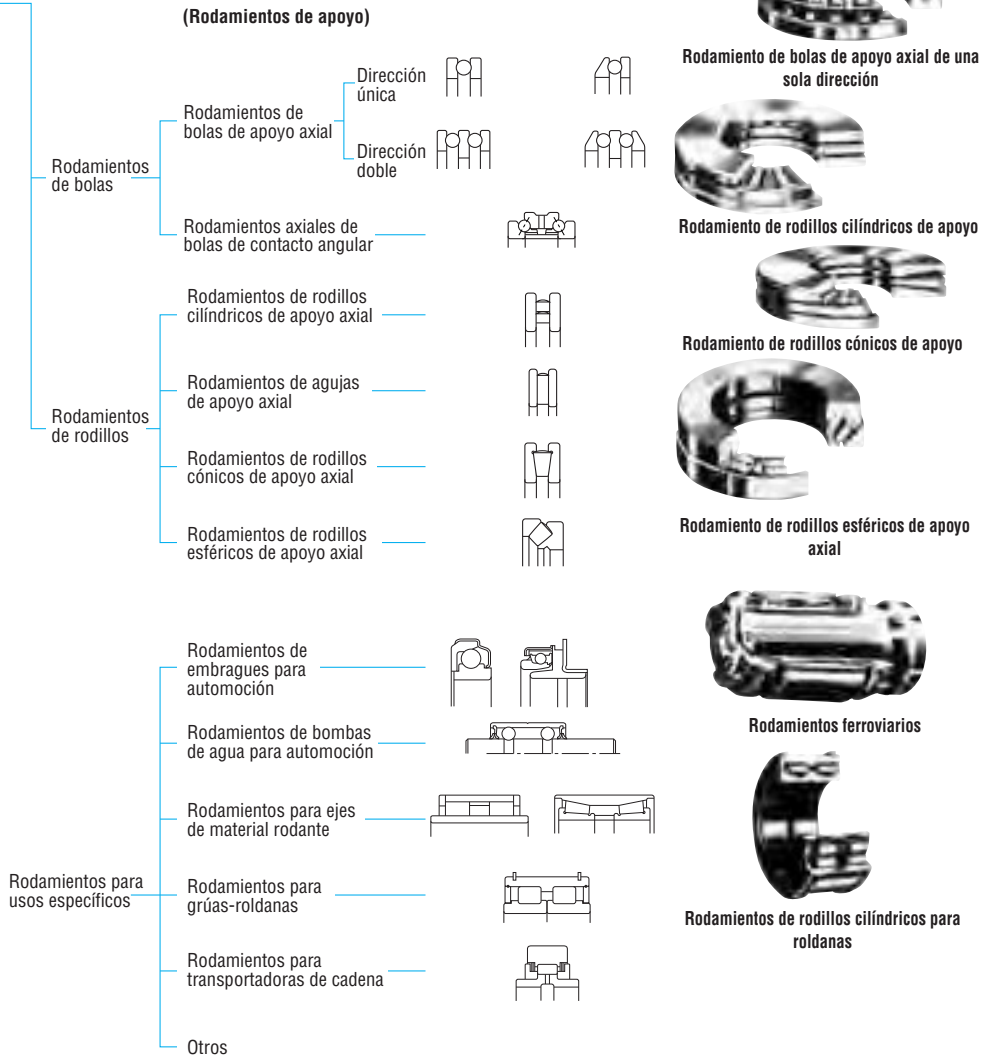 (Rodamientos de apoyo)
Rodamiento de bolas de apoyo axial de una
sola dirección
Dirección
única
Rodamientos de
bolas de apoyo axial
Dirección
doble
Rodamientos
de bolas
Rodamientos axiales de
bolas de contacto angular
Rodamiento de rodillos cilíndricos de apoyo
Rodamientos de rodillos
cilíndricos de apoyo axial
Rodamiento de rodillos cónicos de apoyo
Rodamientos de agujas
de apoyo axial
Rodamientos
de rodillos
Rodamientos de rodillos
cónicos de apoyo axial
Rodamientos de rodillos
esféricos de apoyo axial
Rodamiento de rodillos esféricos de apoyo
axial
Rodamientos de
embragues para
automoción
Rodamientos ferroviarios
Rodamientos de bombas
de agua para automoción
Rodamientos para ejes
de material rodante
Rodamientos para
usos específicos
Rodamientos para
grúas-roldanas
Rodamientos de rodillos cilíndricos para
roldanas
Rodamientos para
transportadoras de cadena
Otros